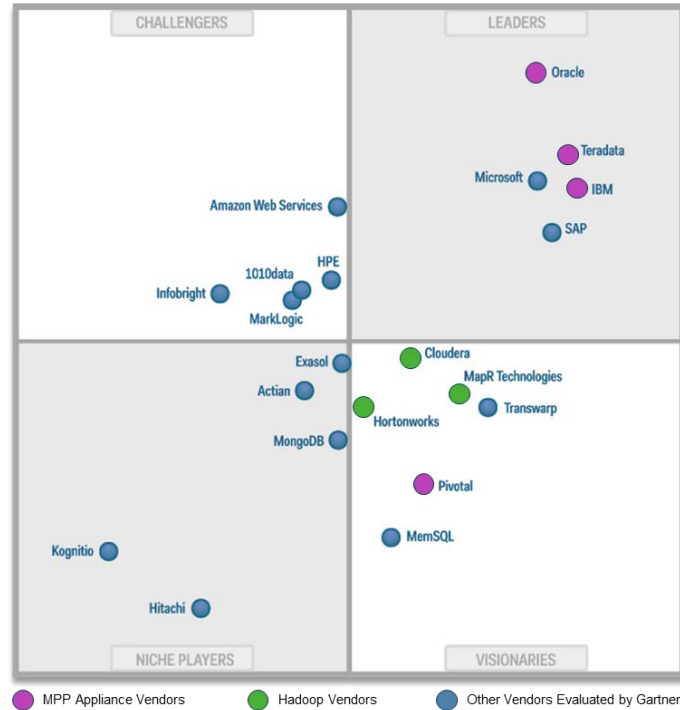 CHALLENGERS
LEADERS
Oracle
Teradata
Microsoft
IBM
Amazon Web Services
SAP
HPE
1010data
Infobright
MarkLogic
Exasol
Cloudera
Actian
MapR Technologies
Transwarp
Hortonworks
MongoDB
Pivotal
MemSQL
Kognitio
Hitachi
NICHE PLAYERS
VISIONARIES
MPP Appliance Vendors
Hadoop Vendors
Other Vendors Evaluated by Gartner